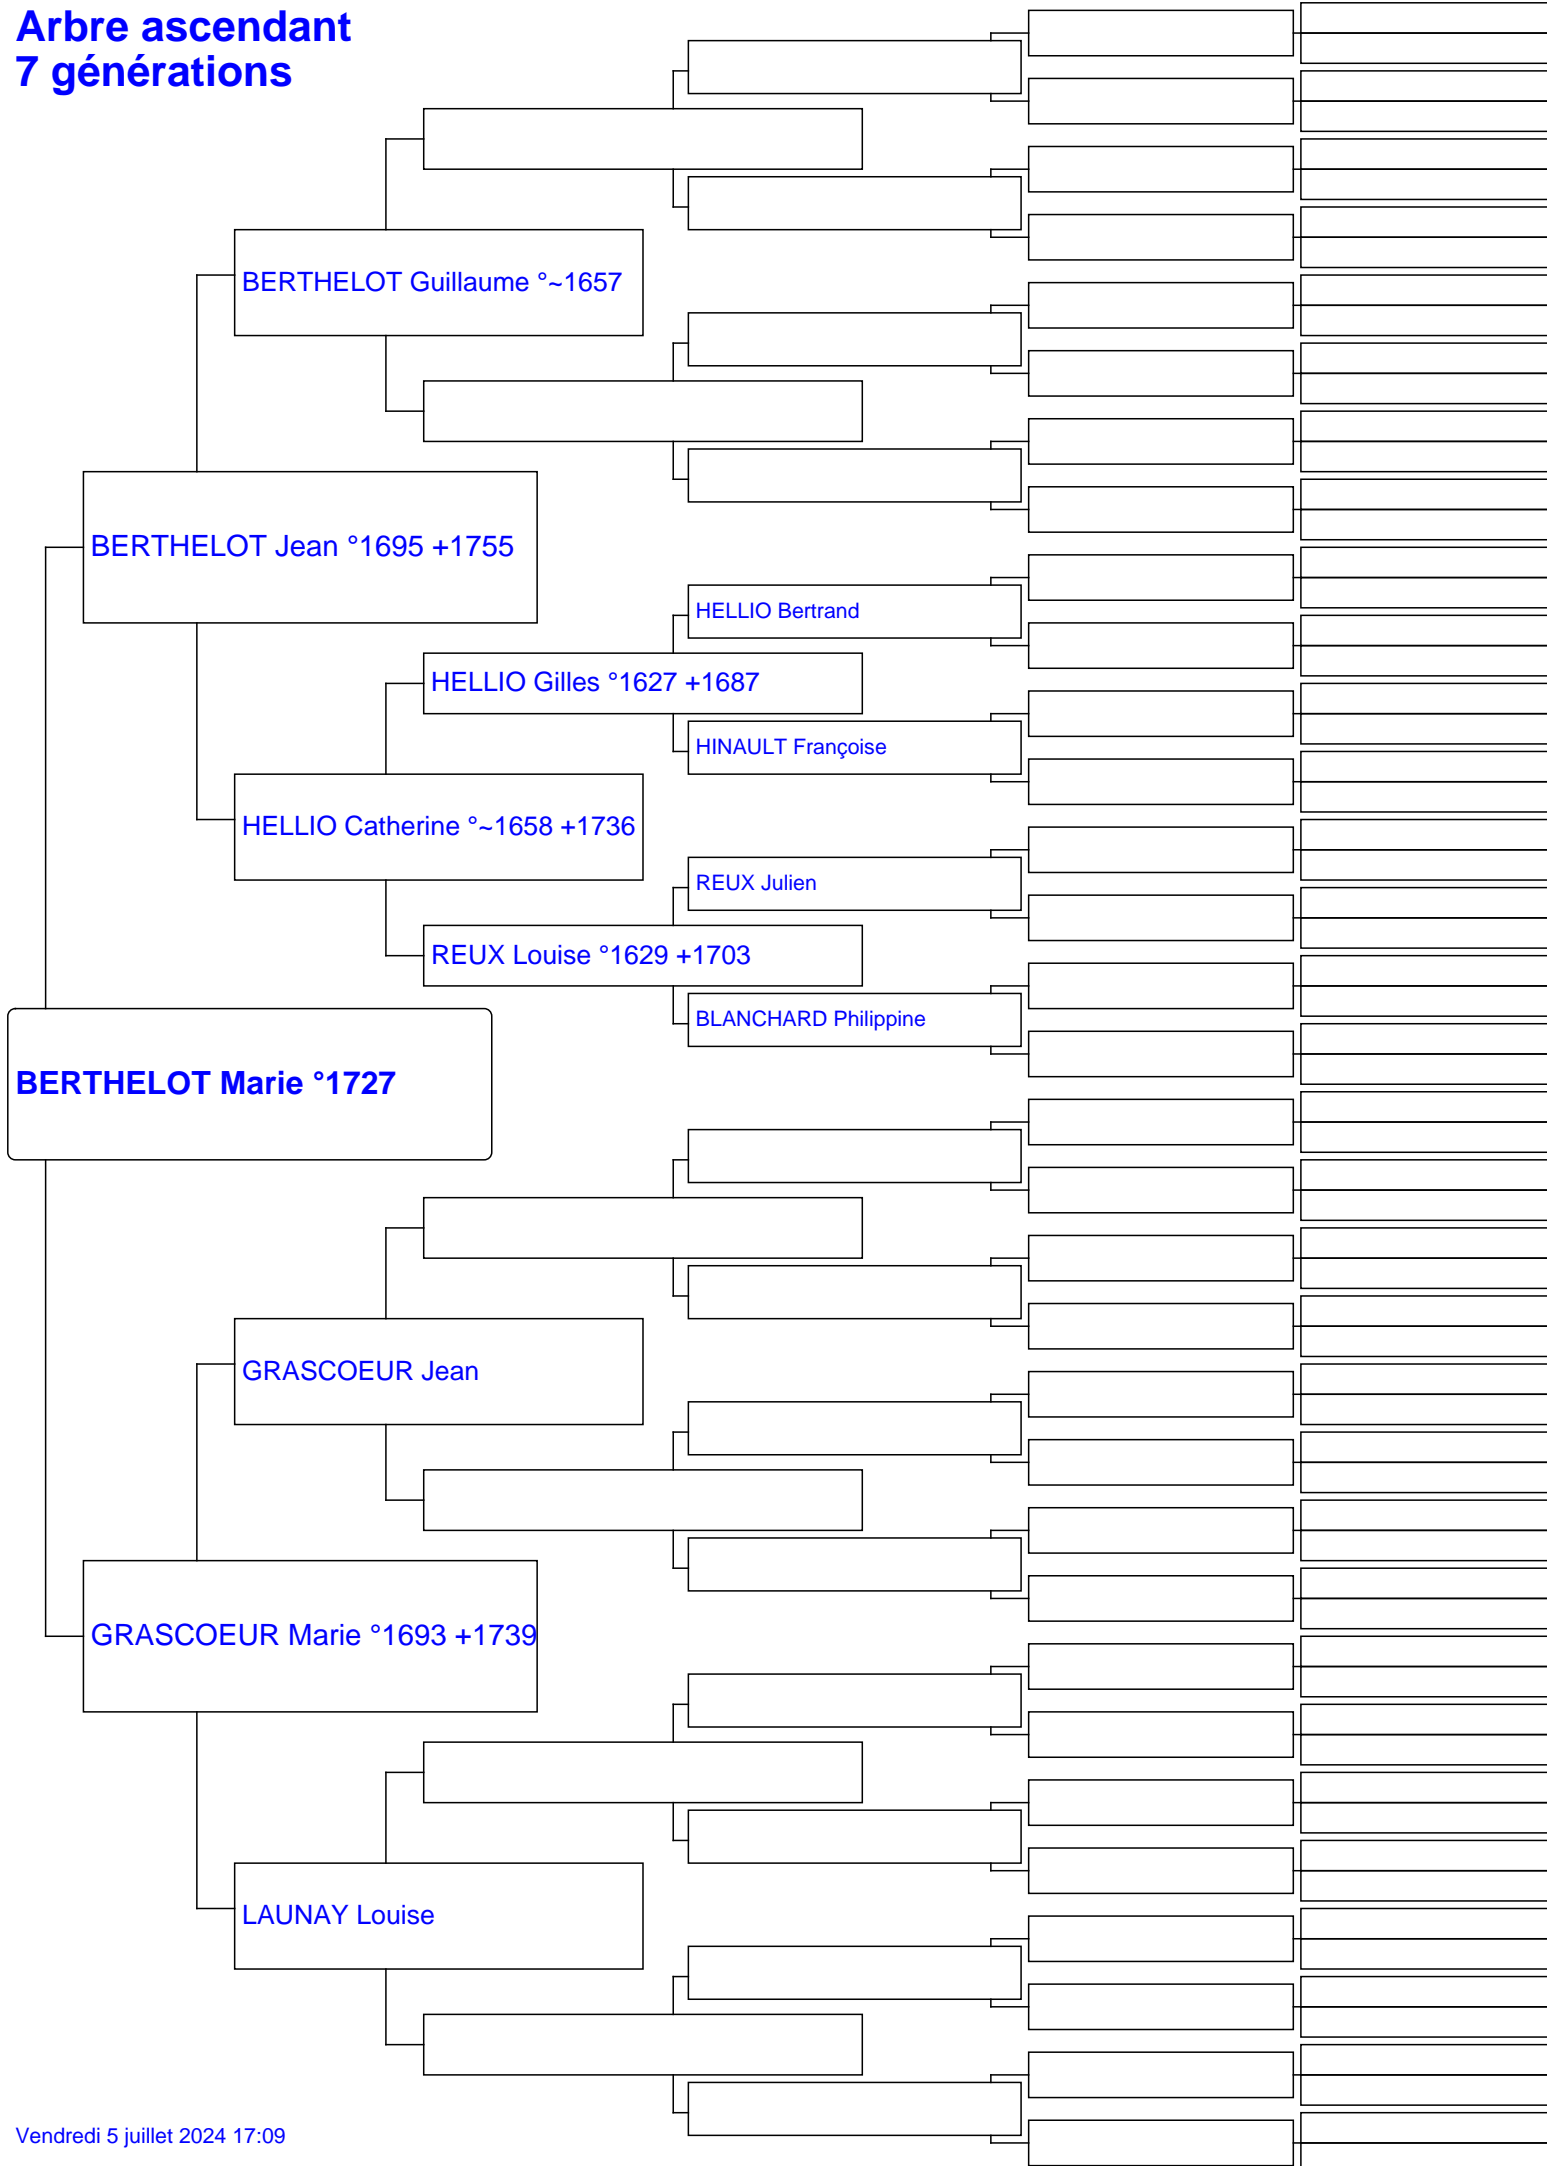 Arbre ascendant
7 générations
BERTHELOT Guillaume °~1657
BERTHELOT Jean °1695 +1755
HELLIO Bertrand
HELLIO Gilles °1627 +1687
HINAULT Françoise
HELLIO Catherine °~1658 +1736
REUX Julien
REUX Louise °1629 +1703
BLANCHARD Philippine
BERTHELOT Marie °1727
GRASCOEUR Jean
GRASCOEUR Marie °1693 +1739
LAUNAY Louise
Vendredi 5 juillet 2024 17:09